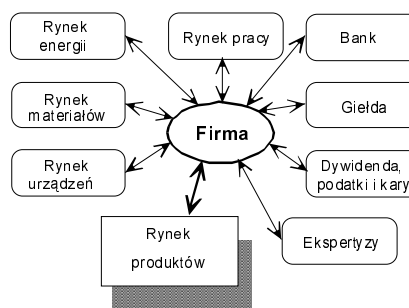 Rynek
energii
Rynek pracy
Bank
Rynek
materiałów
Firma
Giełda
Rynek
urządzeń
Dywidenda,
podatki i kary
Rynek
produktów
Ekspertyzy